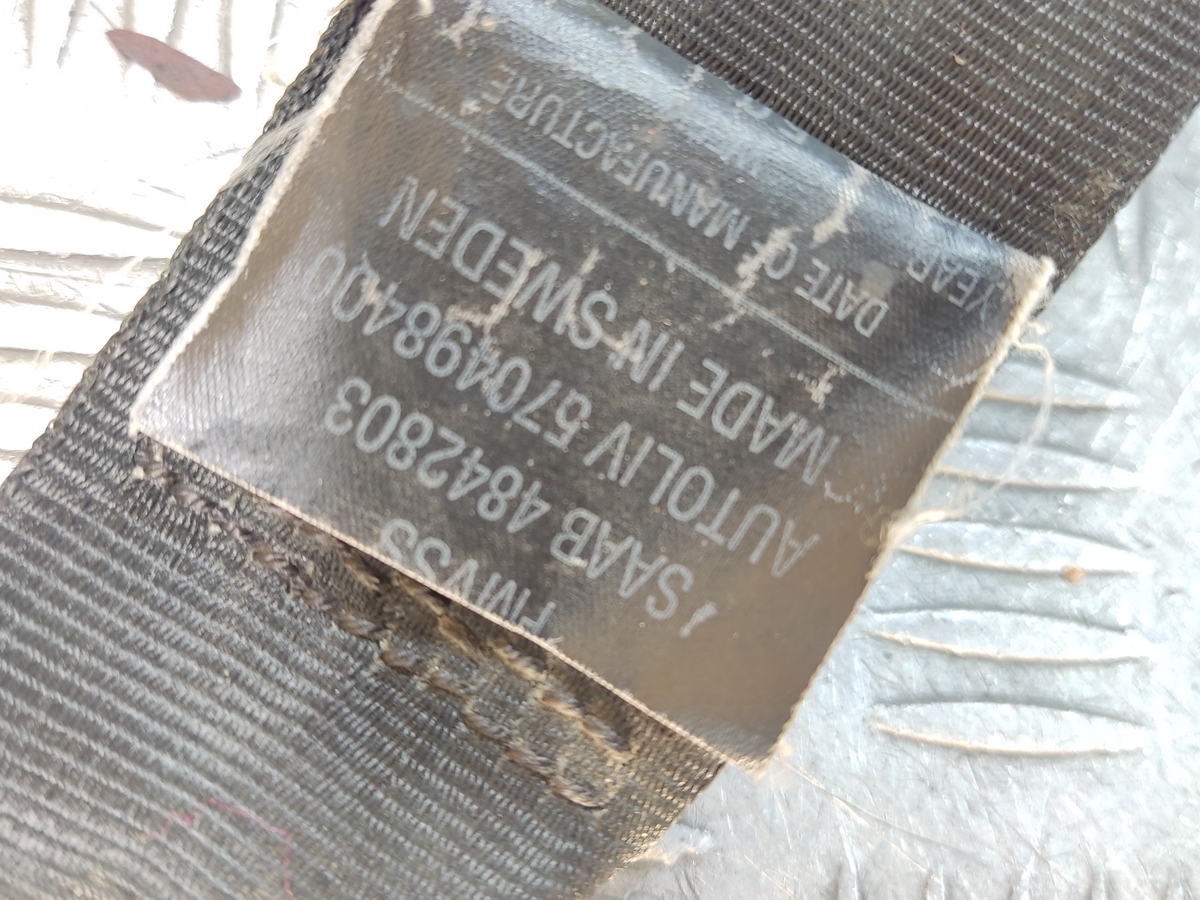 FMVSS
SAAB 4842803
AUTOLIV 570498400
MADE IN SWEDEN
DATE OF MANUFACTURE
YEAR